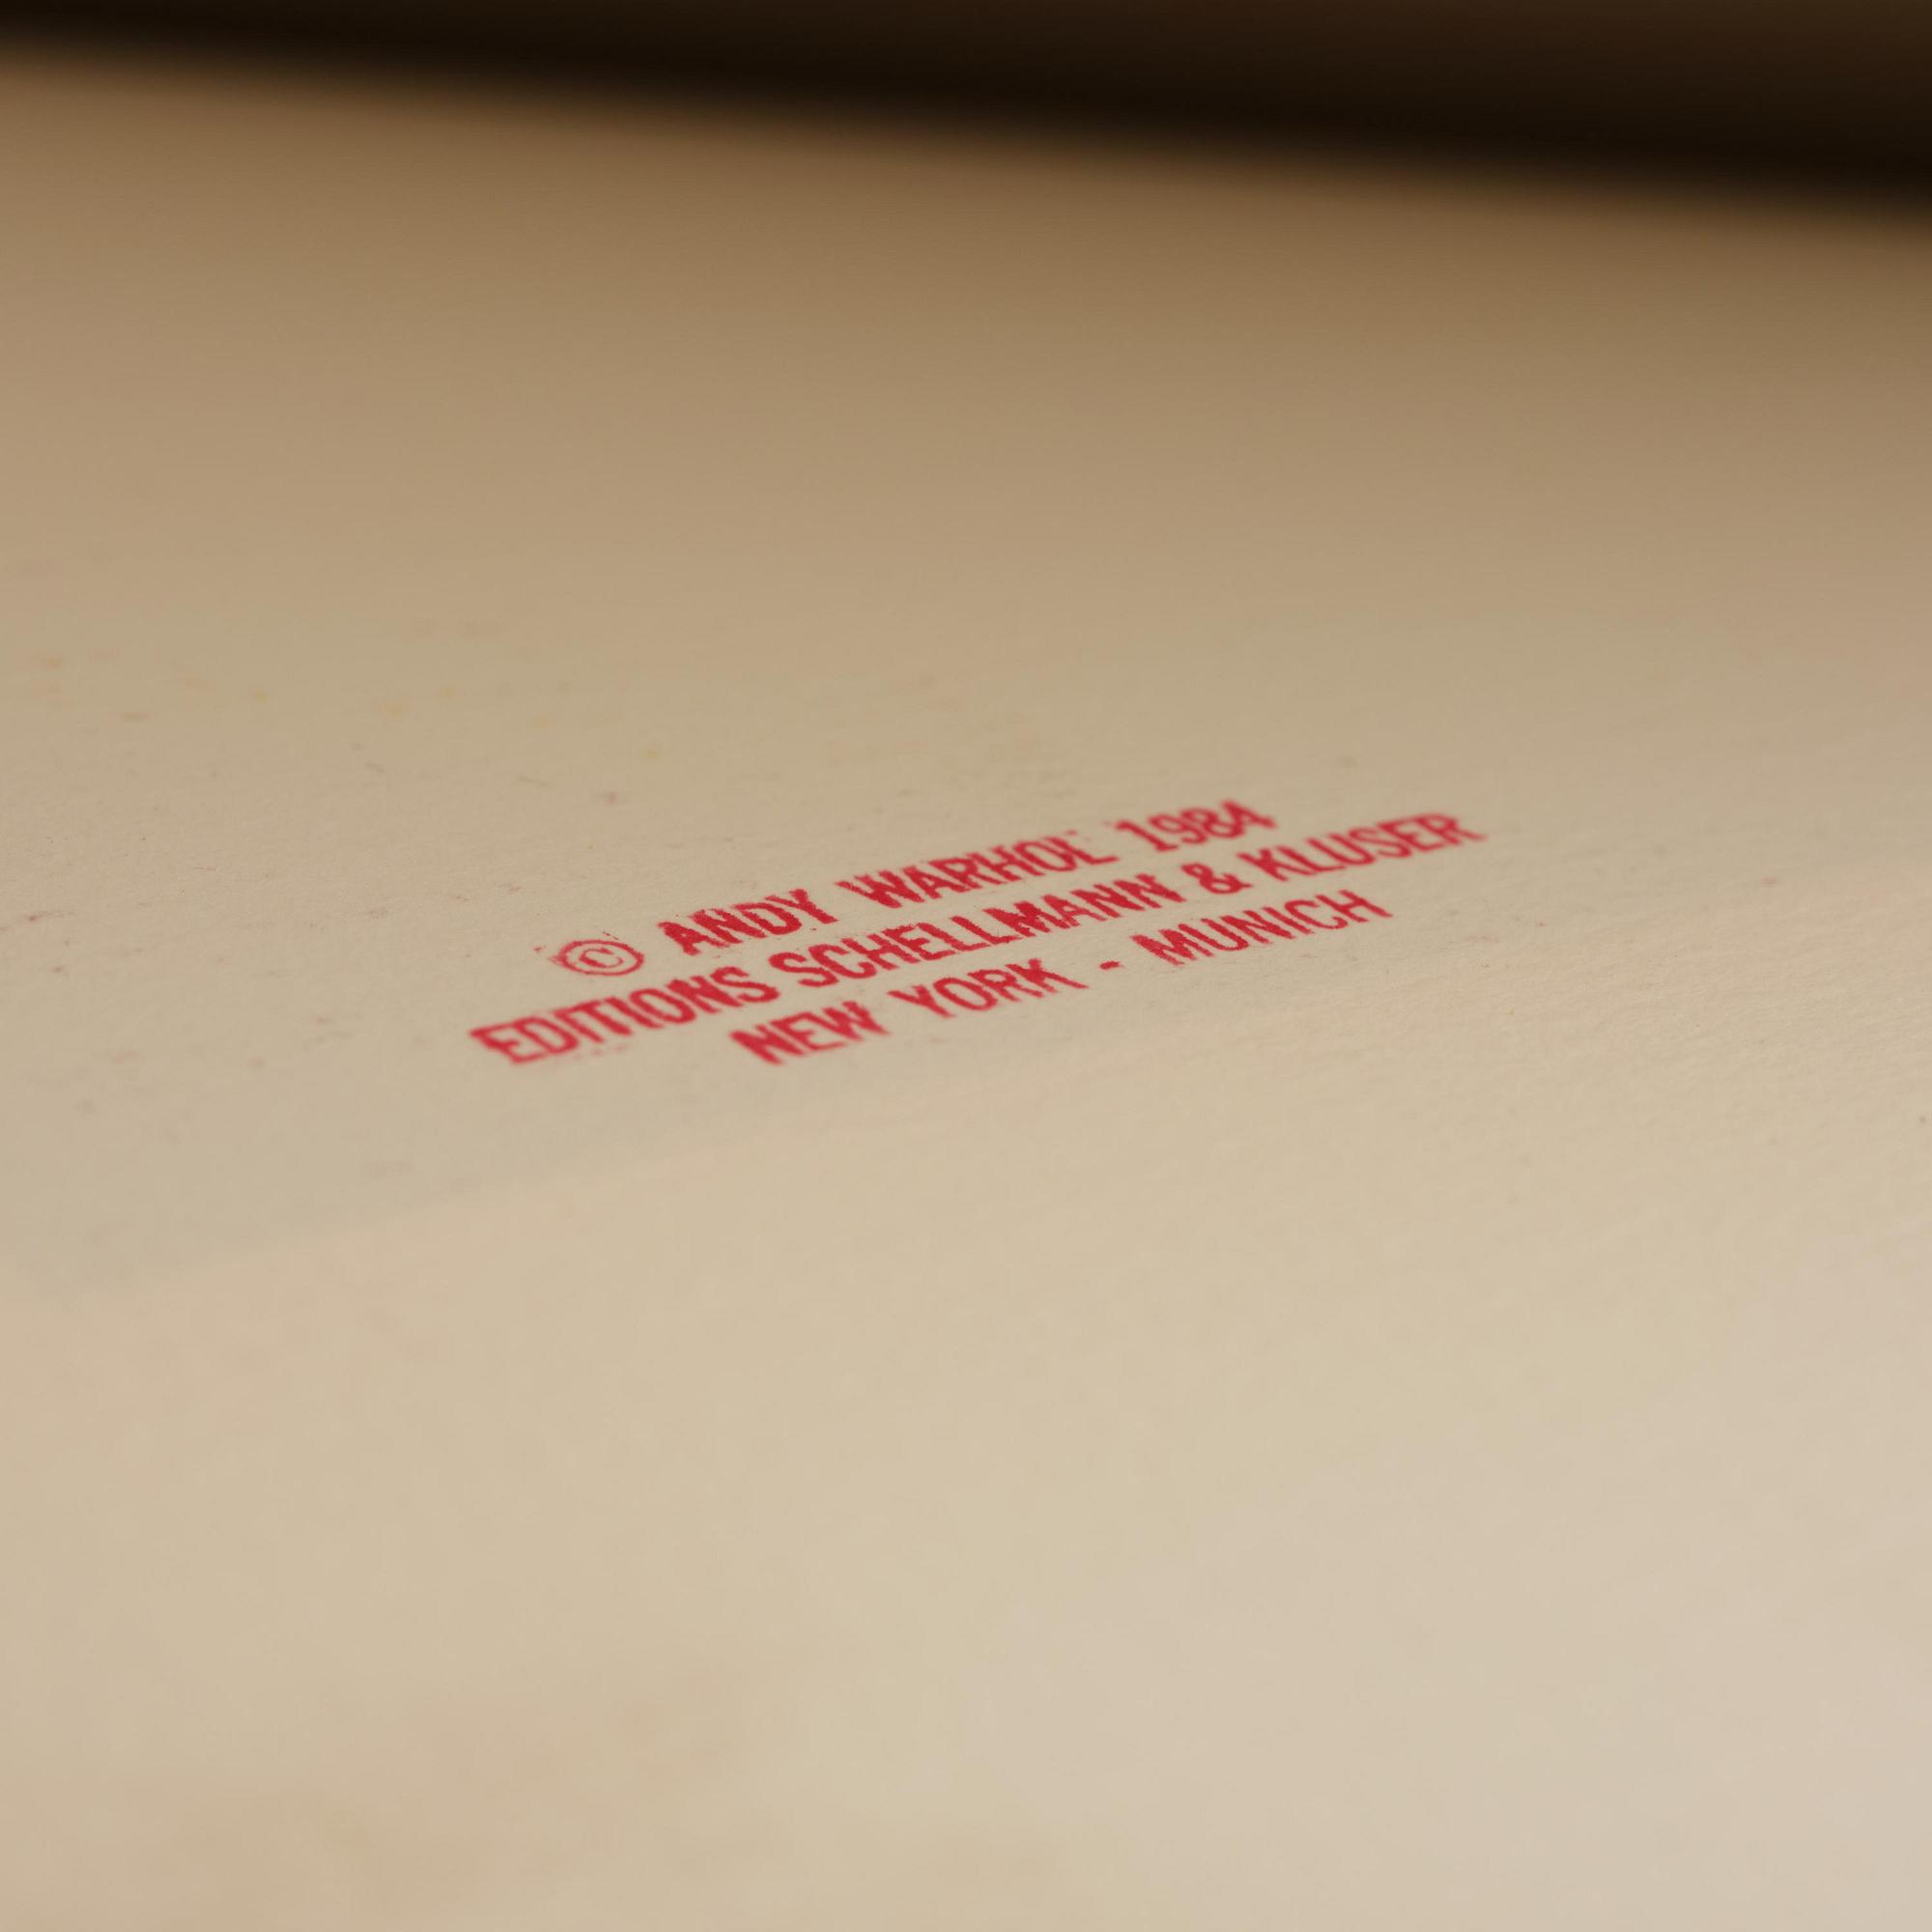 © ANDY WARHOL 1984
EDITIONS SCHELLMANN & KLUSER
NEW YORK - MUNICH